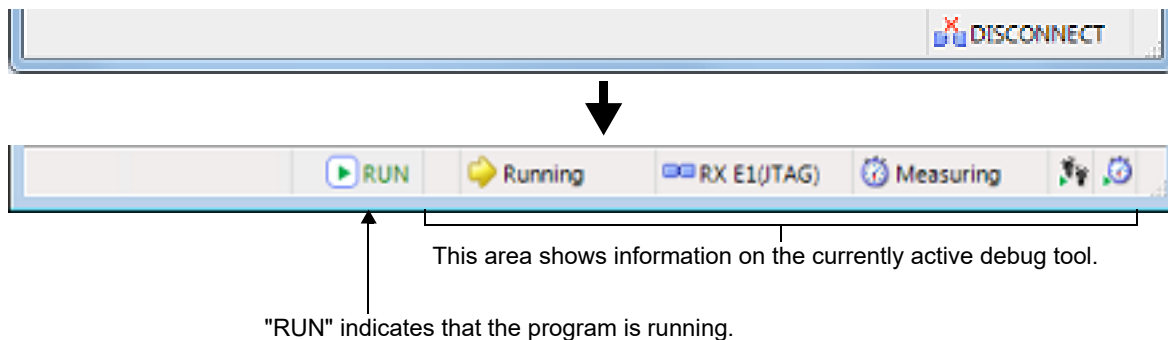 DISCONNECT
RUN Running RX E1(JTAG) Measuring
This area shows information on the currently active debug tool.
"RUN" indicates that the program is running.